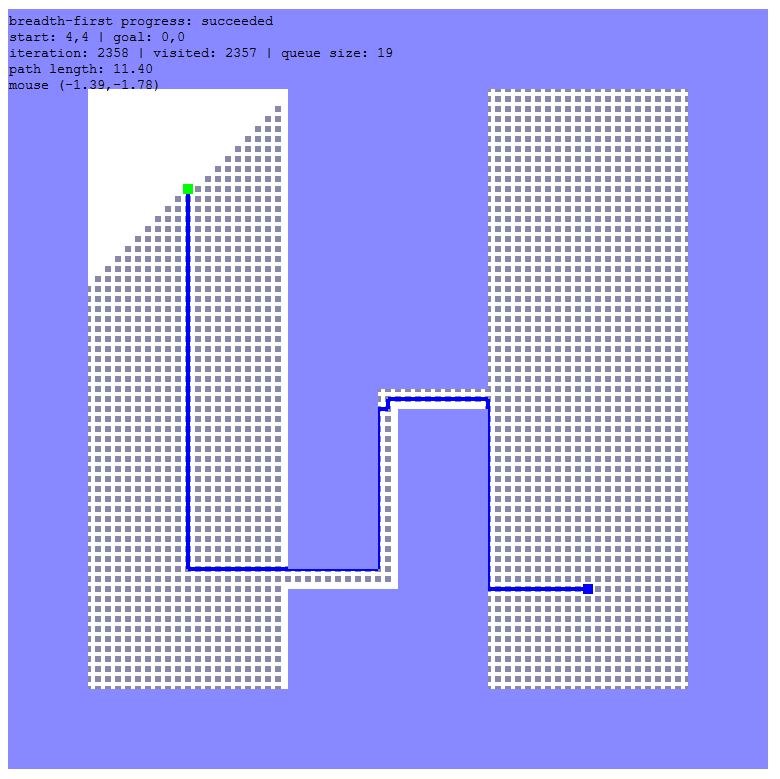 breadth-first progress: succeeded
start: 4,4 | goal: 0,0
iteration: 2358 | visited: 2357 | queue size: 19
path length: 11.40
mouse (-1.39,-1.78)